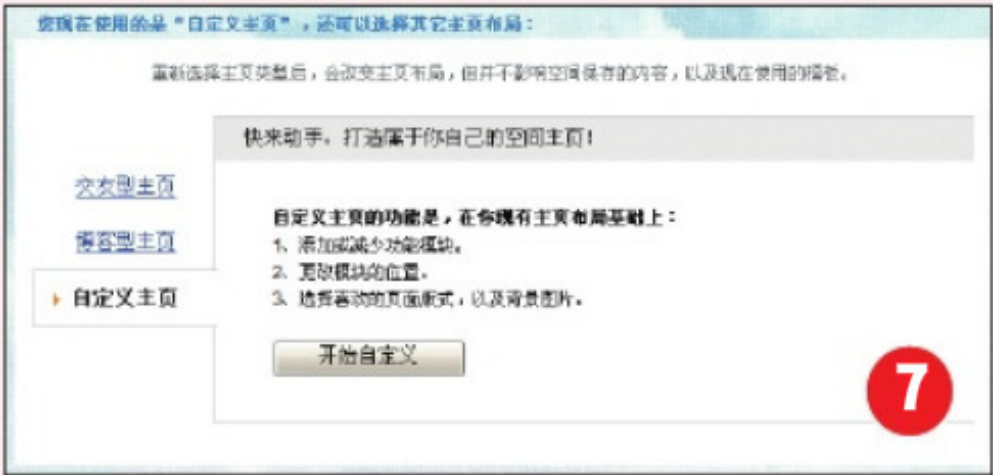 您现在使用的是“自定义主页”，还可以选择其它主页布局：
重新选择主页类型后，会改变主页布局，但并不影响空间保存的内容，以及现在使用的模板。
快来动手，打造属于你自己的空间主页！
交友型主页
博客型主页
自定义主页
自定义主页的功能是，在你现有主页布局基础上：
1、添加或减少功能模块。
2、更改模块的位置。
3、选择喜欢的页面版式，以及背景图片。
开始自定义
7